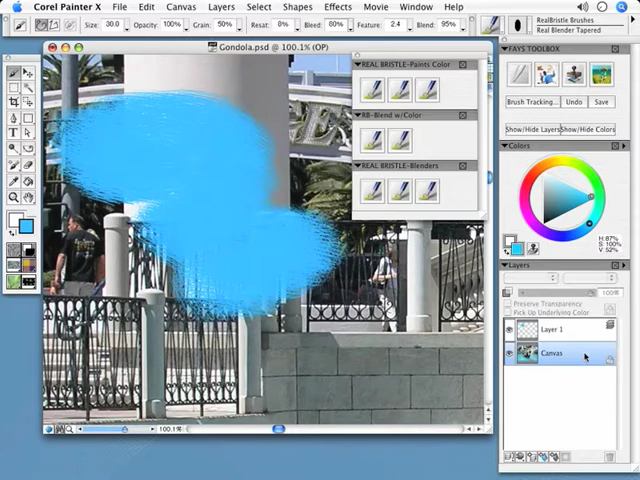 Corel Painter X File Edit Canvas Layers Select Shapes Effects Movie Window Help
Size: 30.0 Opacity: 100% Grain: 50% Resat: 8% Bleed: 80% Feature: 2.4 Blend: 95%
RealBristle Brushes
Real Blender Tapered
Gondola.psd @ 100.1% (OP)
REAL BRISTLE-Paints Color
RB-Blend w/Color
REAL BRISTLE-Blenders
FAYS TOOLBOX
Brush Tracking... Undo Save
Show/Hide Layers Show/Hide Colors
Colors
H: 87%
S: 100%
V: 52%
Layers
100%
Preserve Transparency
Pick Up Underlying Color
Layer 1
Canvas
100.1%